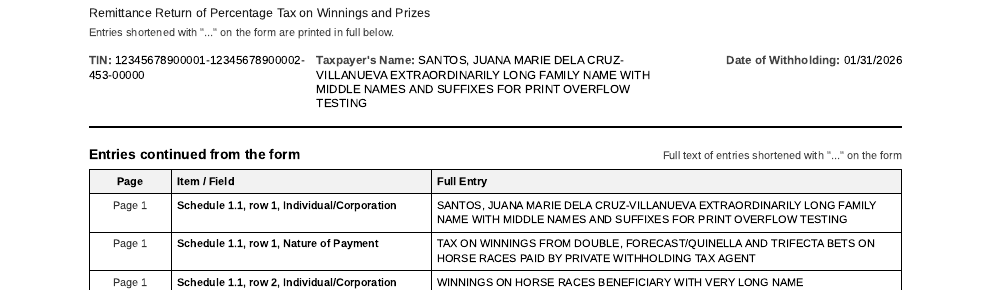 Remittance Return of Percentage Tax on Winnings and Prizes
Entries shortened with "..." on the form are printed in full below.
TIN: 12345678900001-12345678900002-
453-00000
Taxpayer's Name: SANTOS, JUANA MARIE DELA CRUZ-
VILLANUEVA EXTRAORDINARILY LONG FAMILY NAME WITH
MIDDLE NAMES AND SUFFIXES FOR PRINT OVERFLOW
TESTING
Date of Withholding: 01/31/2026
Entries continued from the form
Full text of entries shortened with "..." on the form
Page Item / Field Full Entry
Page 1 Schedule 1.1, row 1, Individual/Corporation SANTOS, JUANA MARIE DELA CRUZ-VILLANUEVA EXTRAORDINARILY LONG FAMILY
NAME WITH MIDDLE NAMES AND SUFFIXES FOR PRINT OVERFLOW TESTING
Page 1 Schedule 1.1, row 1, Nature of Payment TAX ON WINNINGS FROM DOUBLE, FORECAST/QUINELLA AND TRIFECTA BETS ON
HORSE RACES PAID BY PRIVATE WITHHOLDING TAX AGENT
Page 1 Schedule 1.1, row 2, Individual/Corporation WINNINGS ON HORSE RACES BENEFICIARY WITH VERY LONG NAME